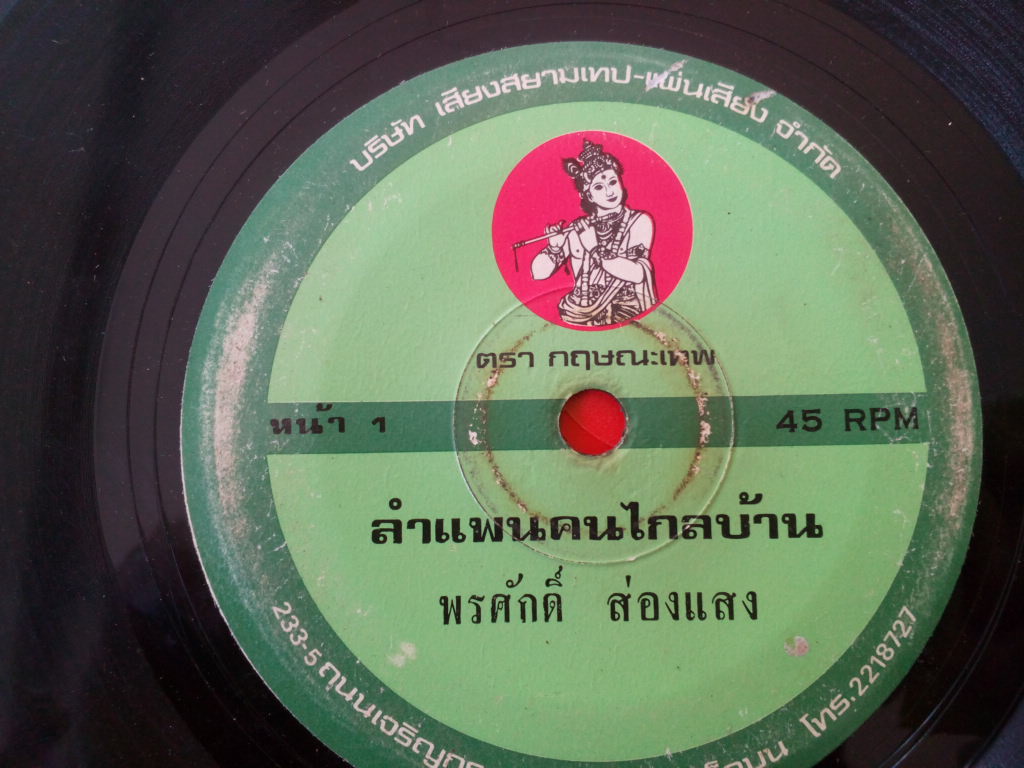 บริษัท เสียงสยามเทป-แผ่นเสียง จำกัด
ตรา กฤษณะเทพ
หน้า 1
45 RPM
ลำแพนคนไกลบ้าน
พรศักดิ์ ส่องแสง
233-5 ถนนเจริญกร โทร. 2218727